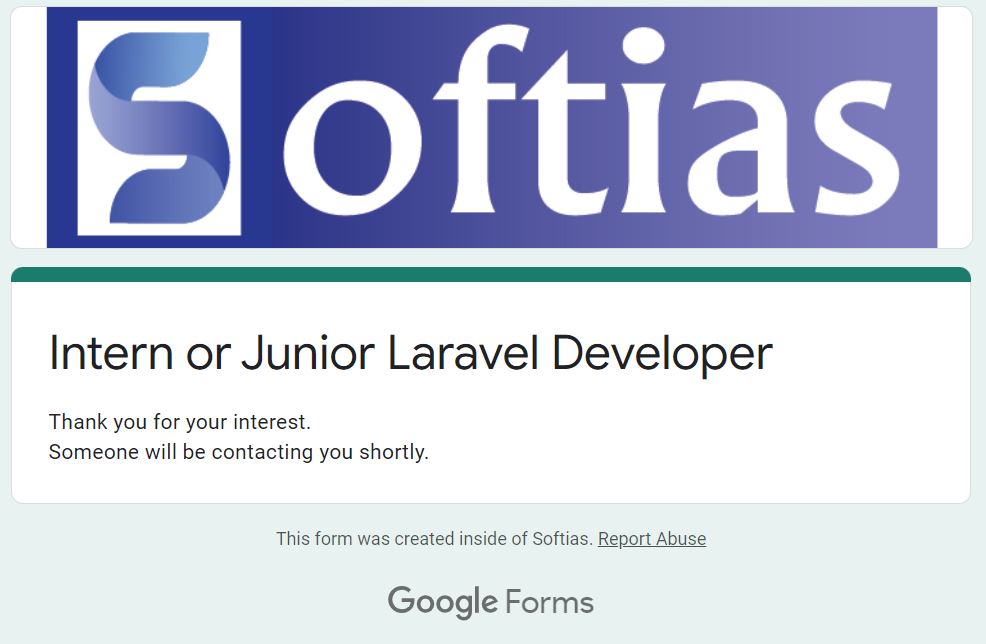 Softias
Intern or Junior Laravel Developer
Thank you for your interest.
Someone will be contacting you shortly.
This form was created inside of Softias. Report Abuse
Google Forms